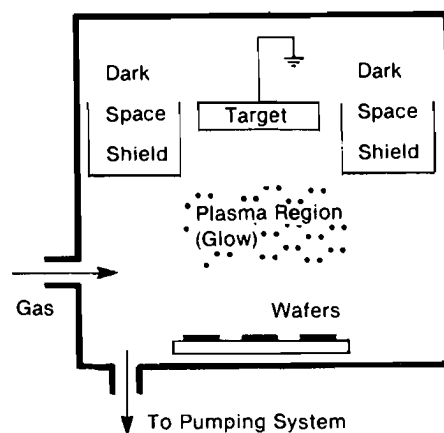 Dark
Space
Shield
Target
Dark
Space
Shield
Plasma Region
(Glow)
Gas
Wafers
To Pumping System